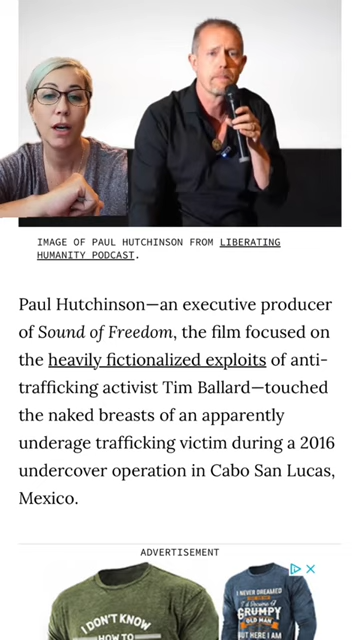 IMAGE OF PAUL HUTCHINSON FROM LIBERATING
HUMANITY PODCAST.
Paul Hutchinson—an executive producer
of Sound of Freedom, the film focused on
the heavily fictionalized exploits of anti-
trafficking activist Tim Ballard—touched
the naked breasts of an apparently
underage trafficking victim during a 2016
undercover operation in Cabo San Lucas,
Mexico.
ADVERTISEMENT
I DON'T KNOW
HOW TO
I NEVER DREAMED
GRUMPY
OLD MAN
BUT HERE I AM